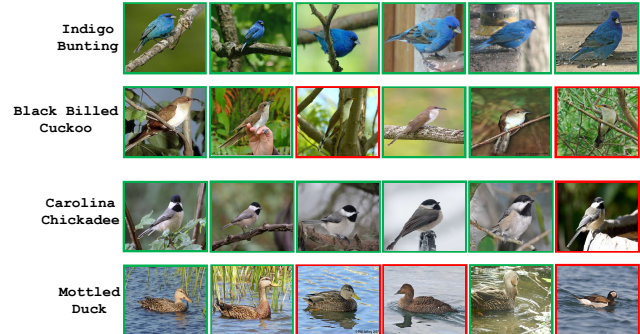 Indigo
Bunting
Black Billed
Cuckoo
Carolina
Chickadee
Mottled
Duck